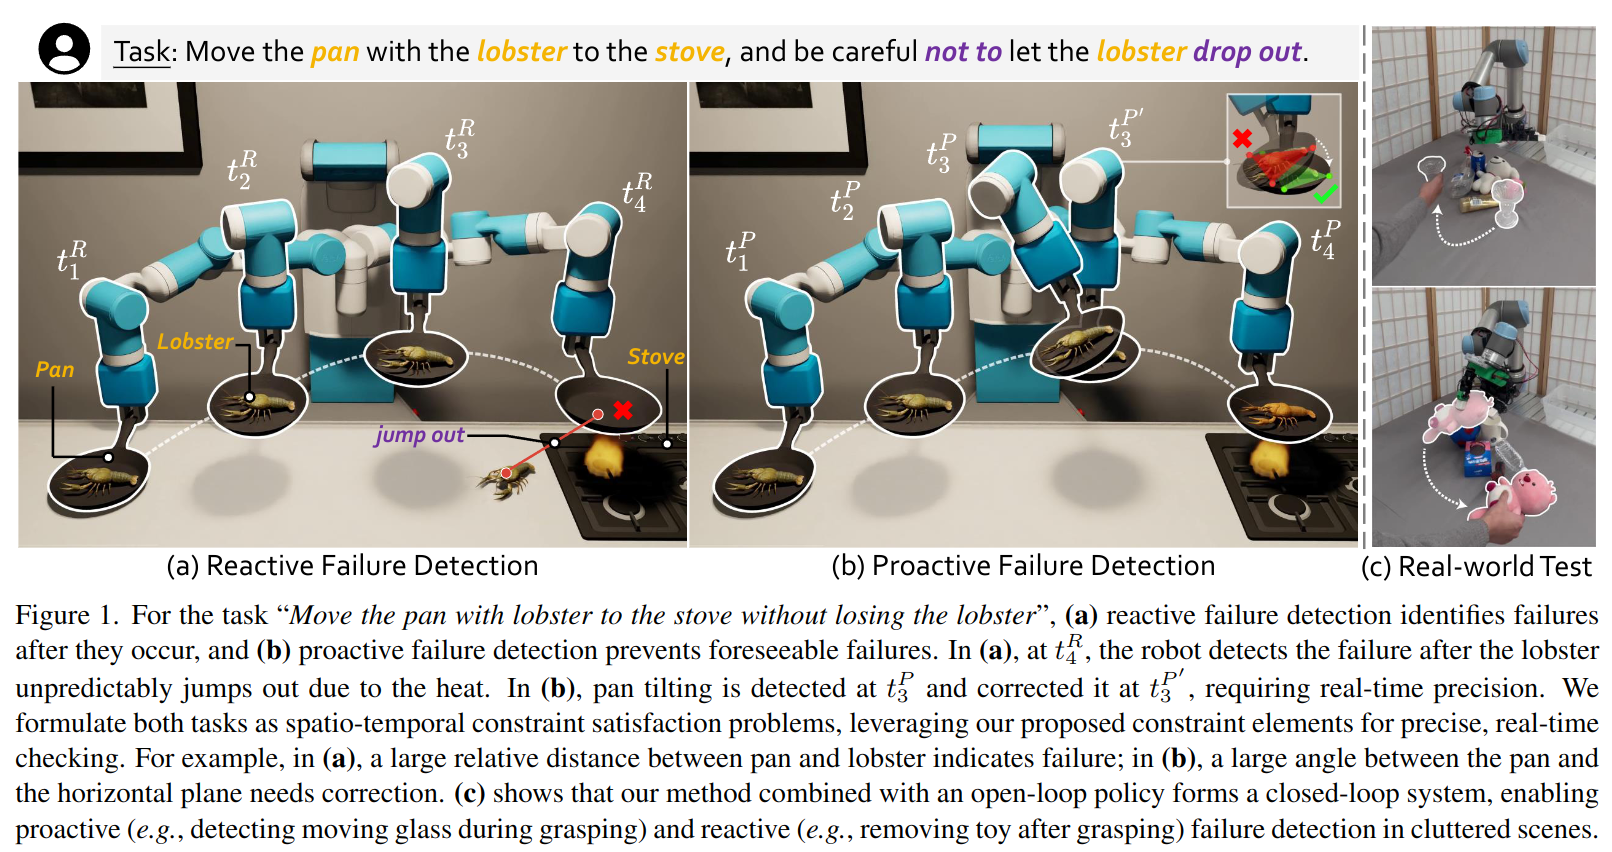 Task: Move the pan with the lobster to the stove, and be careful not to let the lobster drop out.
t_1^R
t_2^R
t_3^R
t_4^R
Pan
Lobster
Stove
jump out
t_1^P
t_2^P
t_3^P
t_3^{P'}
t_4^P
(a) Reactive Failure Detection
(b) Proactive Failure Detection
(c) Real-world Test
Figure 1. For the task “Move the pan with lobster to the stove without losing the lobster”, (a) reactive failure detection identifies failures
after they occur, and (b) proactive failure detection prevents foreseeable failures. In (a), at t_4^R, the robot detects the failure after the lobster
unpredictably jumps out due to the heat. In (b), pan tilting is detected at t_3^P and corrected it at t_3^{P'}, requiring real-time precision. We
formulate both tasks as spatio-temporal constraint satisfaction problems, leveraging our proposed constraint elements for precise, real-time
checking. For example, in (a), a large relative distance between pan and lobster indicates failure; in (b), a large angle between the pan and
the horizontal plane needs correction. (c) shows that our method combined with an open-loop policy forms a closed-loop system, enabling
proactive (e.g., detecting moving glass during grasping) and reactive (e.g., removing toy after grasping) failure detection in cluttered scenes.